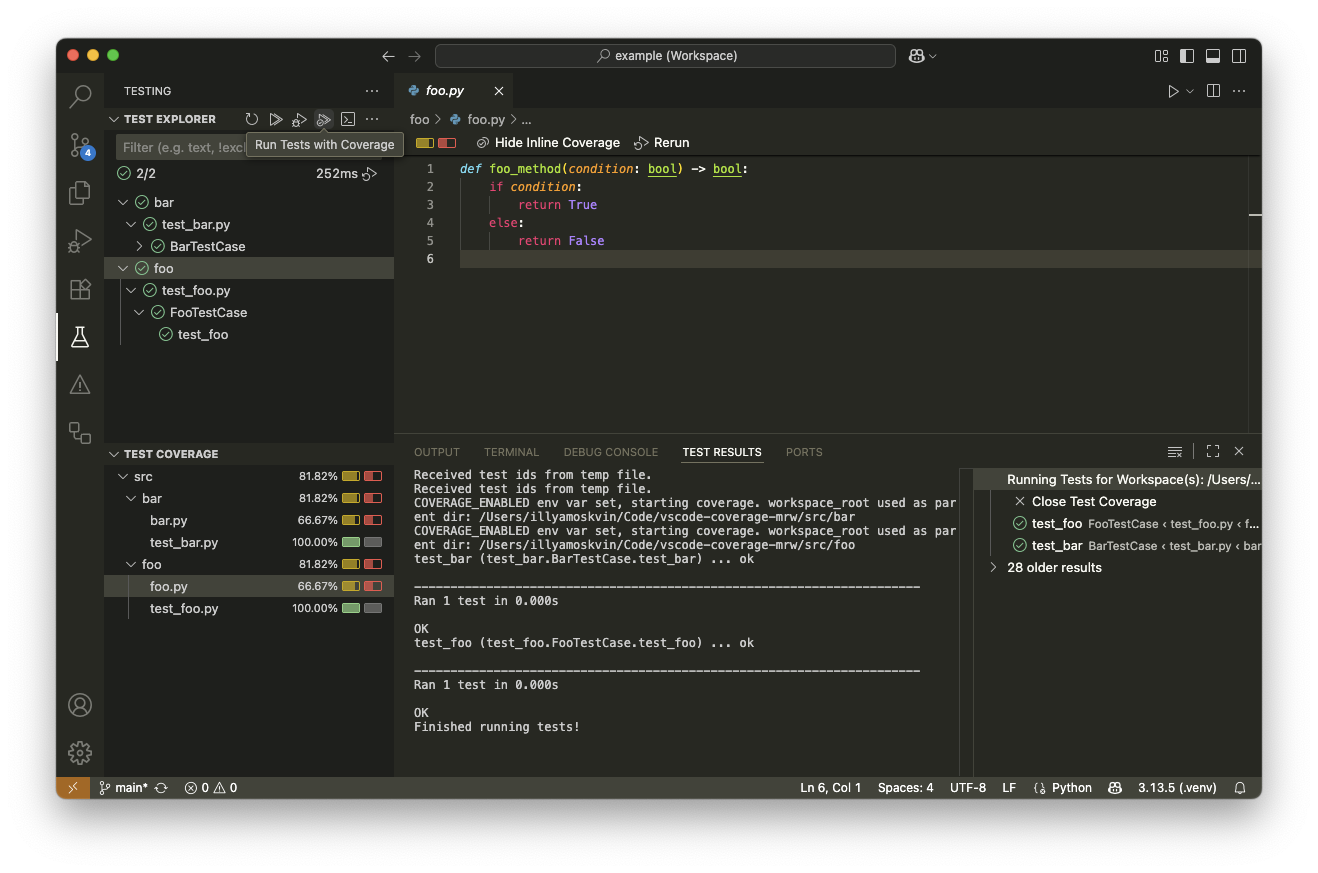 example (Workspace)
TESTING
TEST EXPLORER
Filter (e.g. text, !excl
Run Tests with Coverage
2/2
252ms
bar
test_bar.py
BarTestCase
foo
test_foo.py
FooTestCase
test_foo
4
TEST COVERAGE
src 81.82%
bar 81.82%
bar.py 66.67%
test_bar.py 100.00%
foo 81.82%
foo.py 66.67%
test_foo.py 100.00%
foo.py
foo > foo.py > ...
Hide Inline Coverage Rerun
1 def foo_method(condition: bool) -> bool:
2 if condition:
3 return True
4 else:
5 return False
6
OUTPUT TERMINAL DEBUG CONSOLE TEST RESULTS PORTS
Received test ids from temp file.
Received test ids from temp file.
COVERAGE_ENABLED env var set, starting coverage. workspace_root used as par
ent dir: /Users/illyamoskvin/Code/vscode-coverage-mrw/src/bar
COVERAGE_ENABLED env var set, starting coverage. workspace_root used as par
ent dir: /Users/illyamoskvin/Code/vscode-coverage-mrw/src/foo
test_bar (test_bar.BarTestCase.test_bar) ... ok
----------------------------------------------------------------------
Ran 1 test in 0.000s
OK
test_foo (test_foo.FooTestCase.test_foo) ... ok
----------------------------------------------------------------------
Ran 1 test in 0.000s
OK
Finished running tests!
Running Tests for Workspace(s): /Users/...
Close Test Coverage
test_foo FooTestCase < test_foo.py < f...
test_bar BarTestCase < test_bar.py < bar
28 older results
main* 0 0 Ln 6, Col 1 Spaces: 4 UTF-8 LF Python 3.13.5 (.venv)